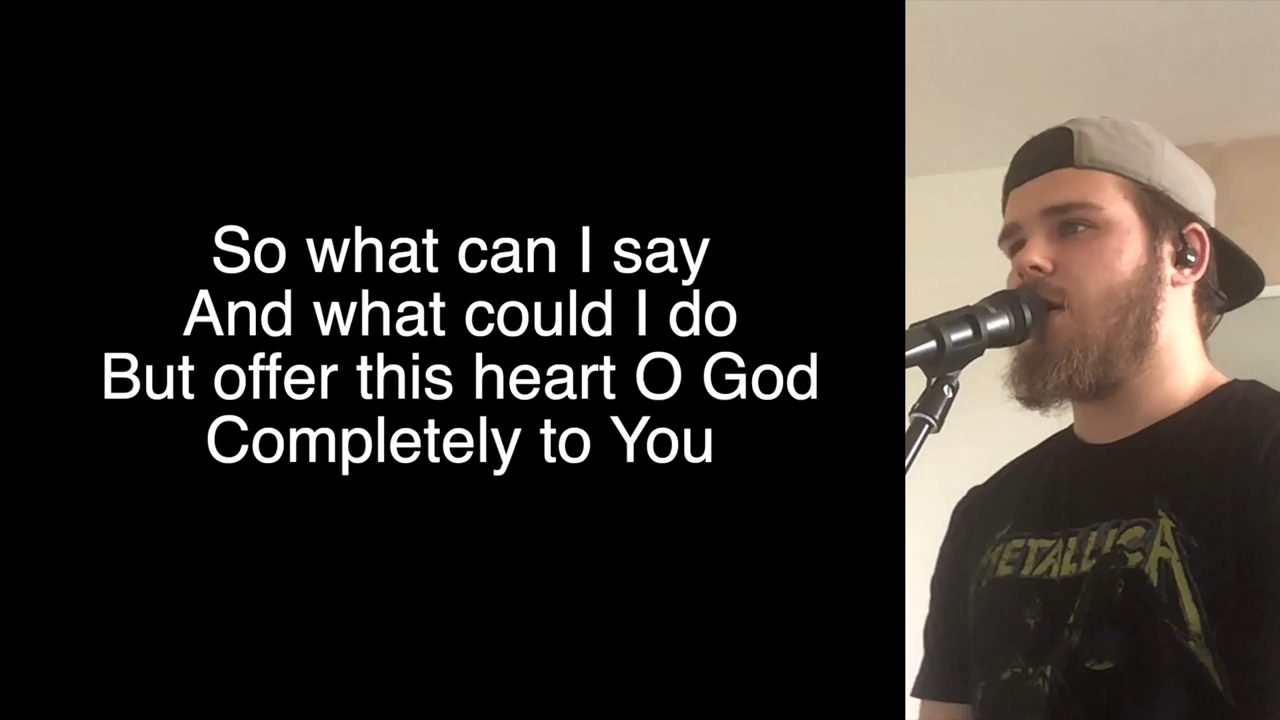 So what can I say
And what could I do
But offer this heart O God
Completely to You
METALLICA